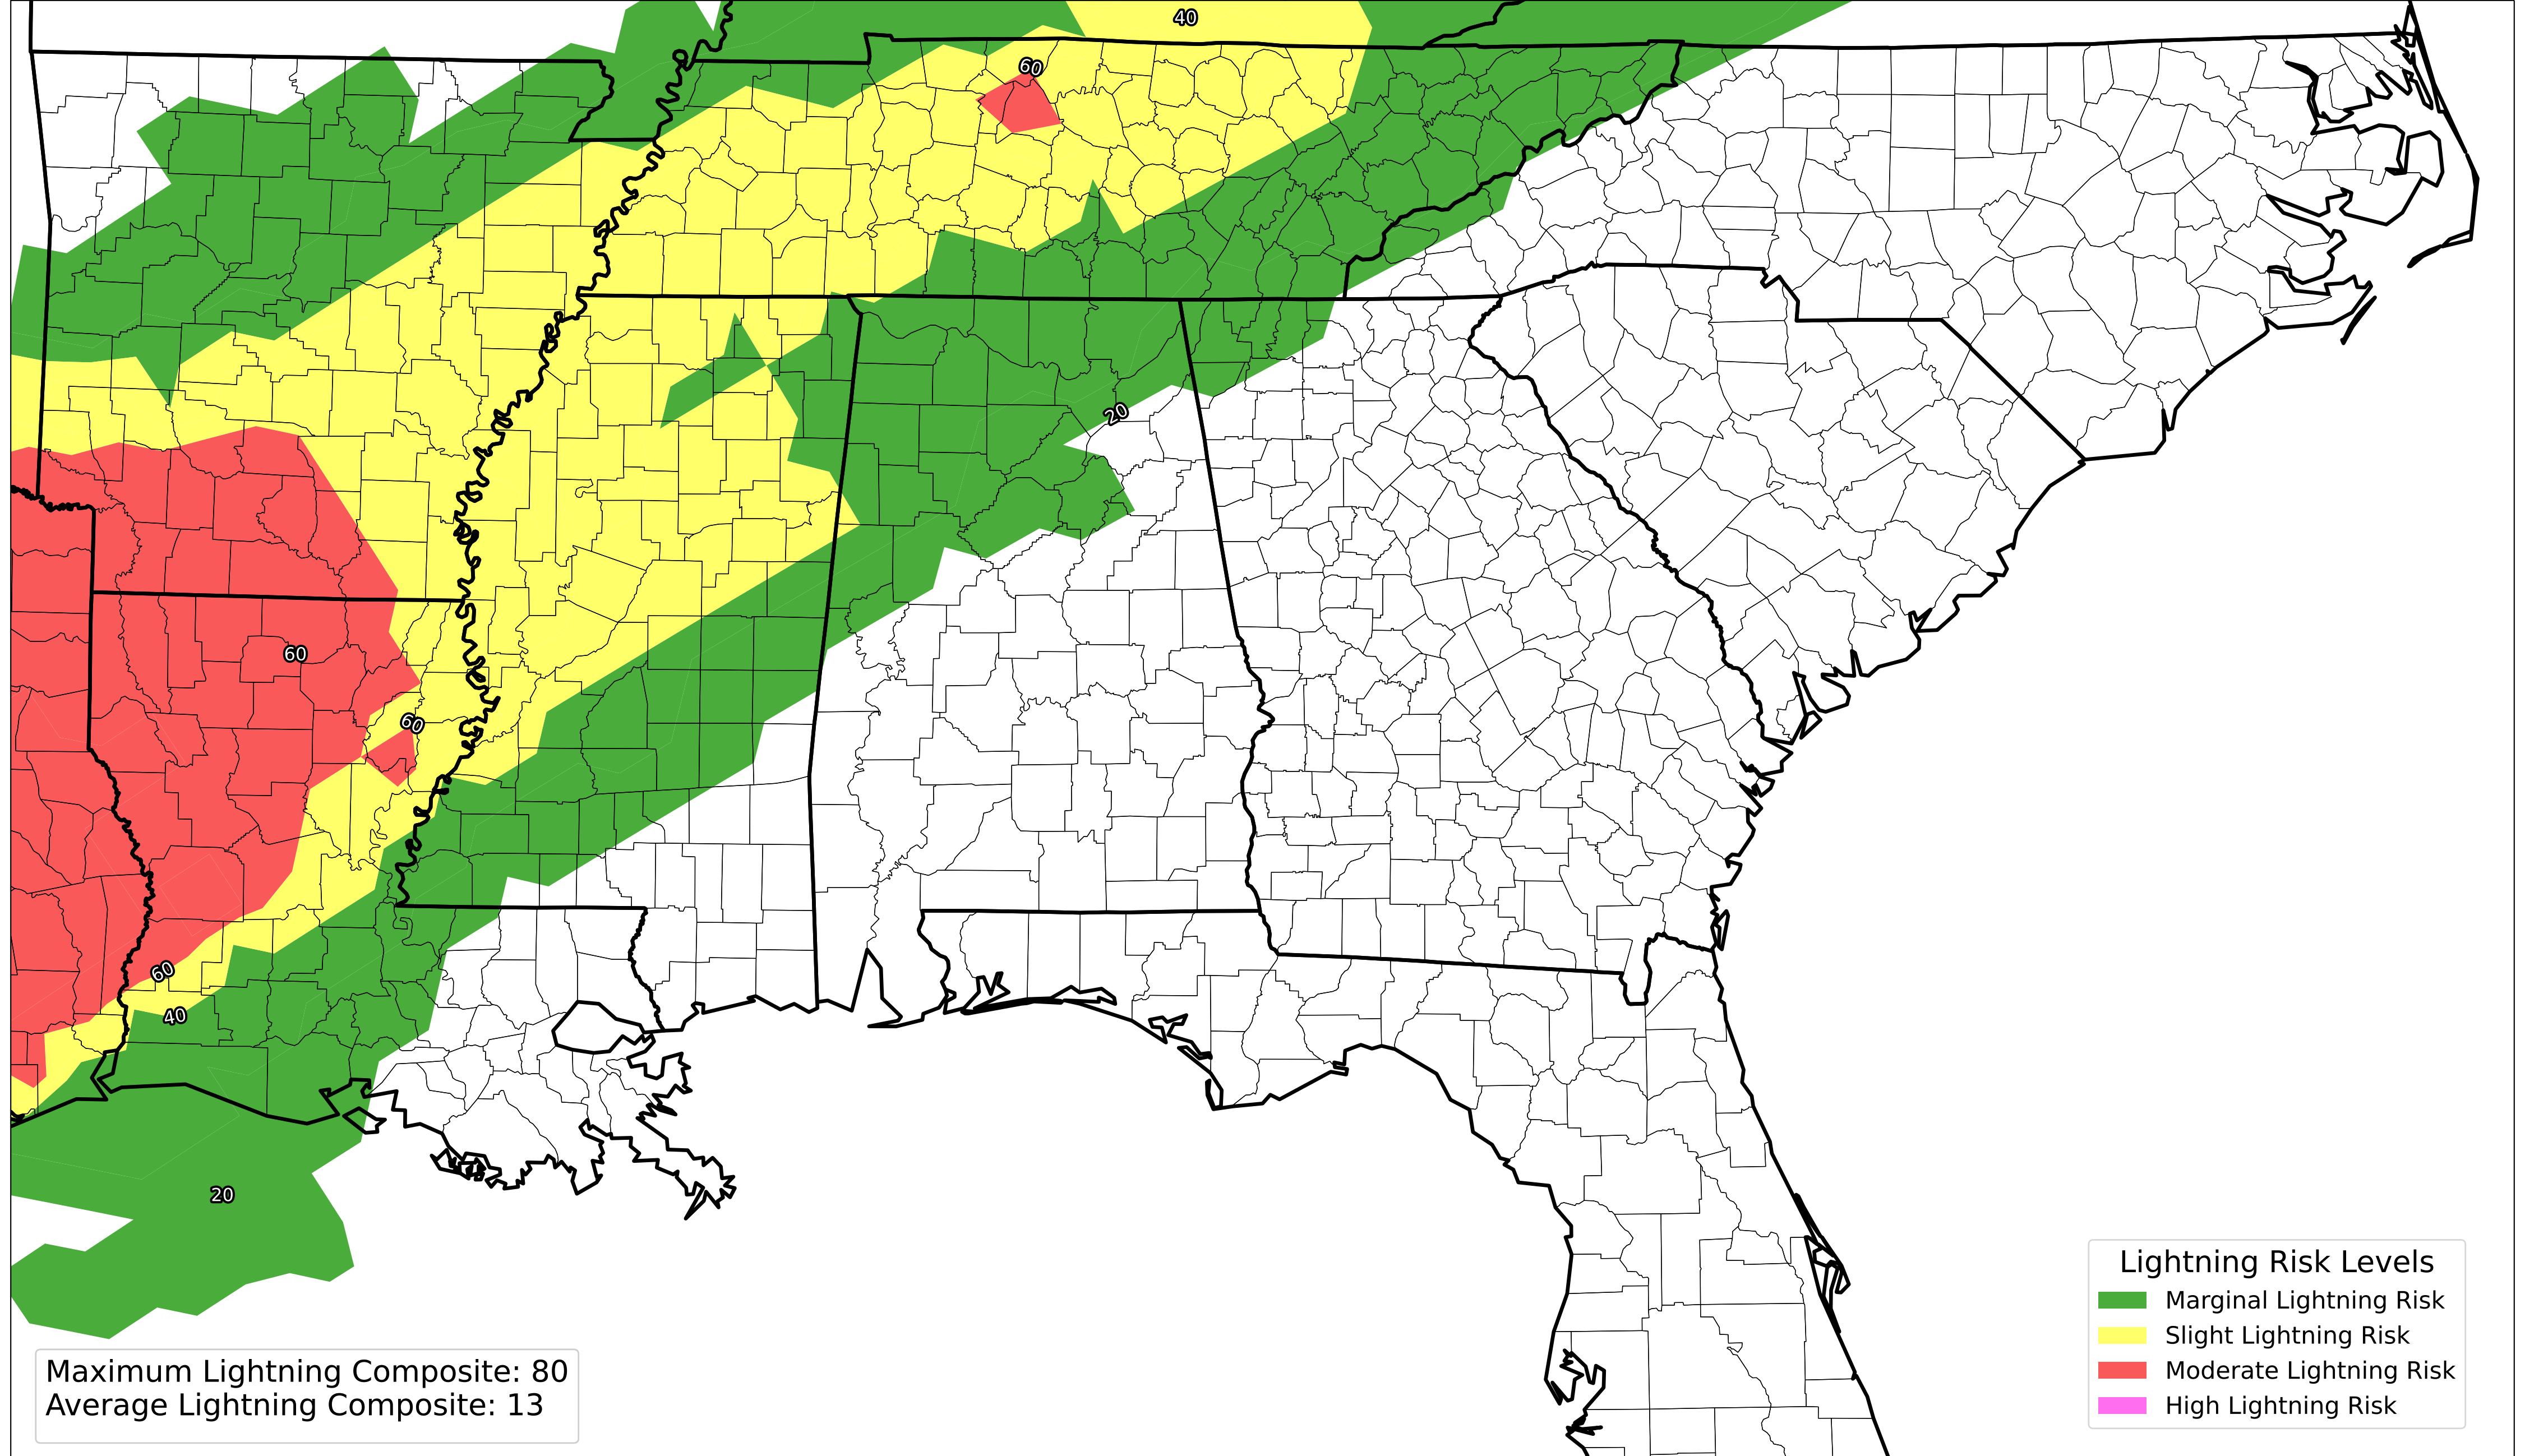 40
60
20
60
60
60
40
20
Lightning Risk Levels
Marginal Lightning Risk
Slight Lightning Risk
Moderate Lightning Risk
High Lightning Risk
Maximum Lightning Composite: 80
Average Lightning Composite: 13